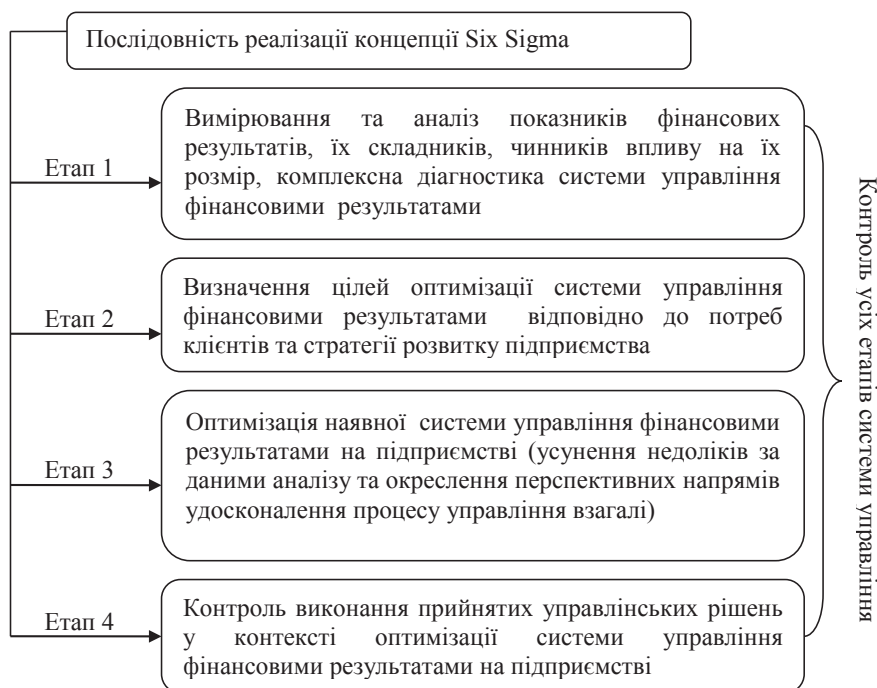 Послідовність реалізації концепції Six Sigma
Етап 1
Вимірювання та аналіз показників фінансових
результатів, їх складників, чинників впливу на їх
розмір, комплексна діагностика системи управління
фінансовими результатами
Етап 2
Визначення цілей оптимізації системи управління
фінансовими результатами відповідно до потреб
клієнтів та стратегії розвитку підприємства
Етап 3
Оптимізація наявної системи управління фінансовими
результатами на підприємстві (усунення недоліків за
даними аналізу та окреслення перспективних напрямів
удосконалення процесу управління взагалі)
Етап 4
Контроль виконання прийнятих управлінських рішень
у контексті оптимізації системи управління
фінансовими результатами на підприємстві
Контроль усіх етапів системи управління